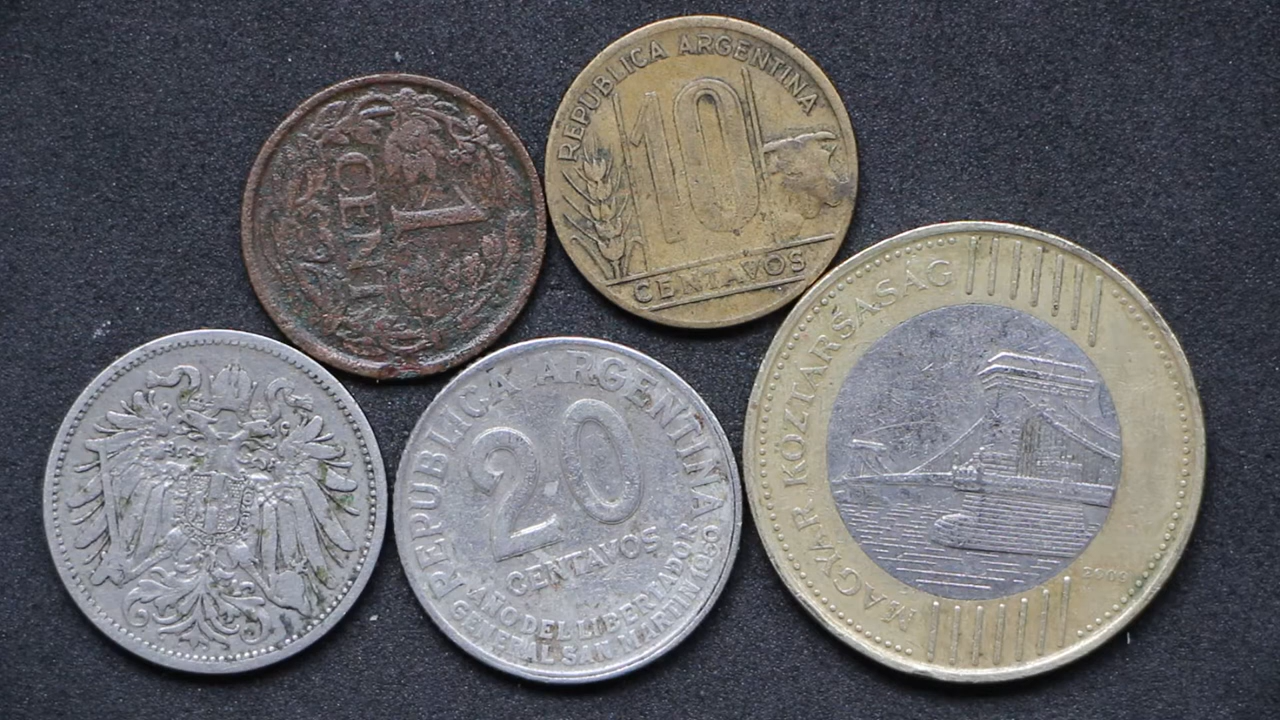 1
CENT
REPUBLICA ARGENTINA
10
CENTAVOS
REPUBLICA ARGENTINA
20
CENTAVOS
AÑO DEL LIBERTADOR
GENERAL SAN MARTIN 1950
MAGYAR KÖZTÁRSASÁG
2009